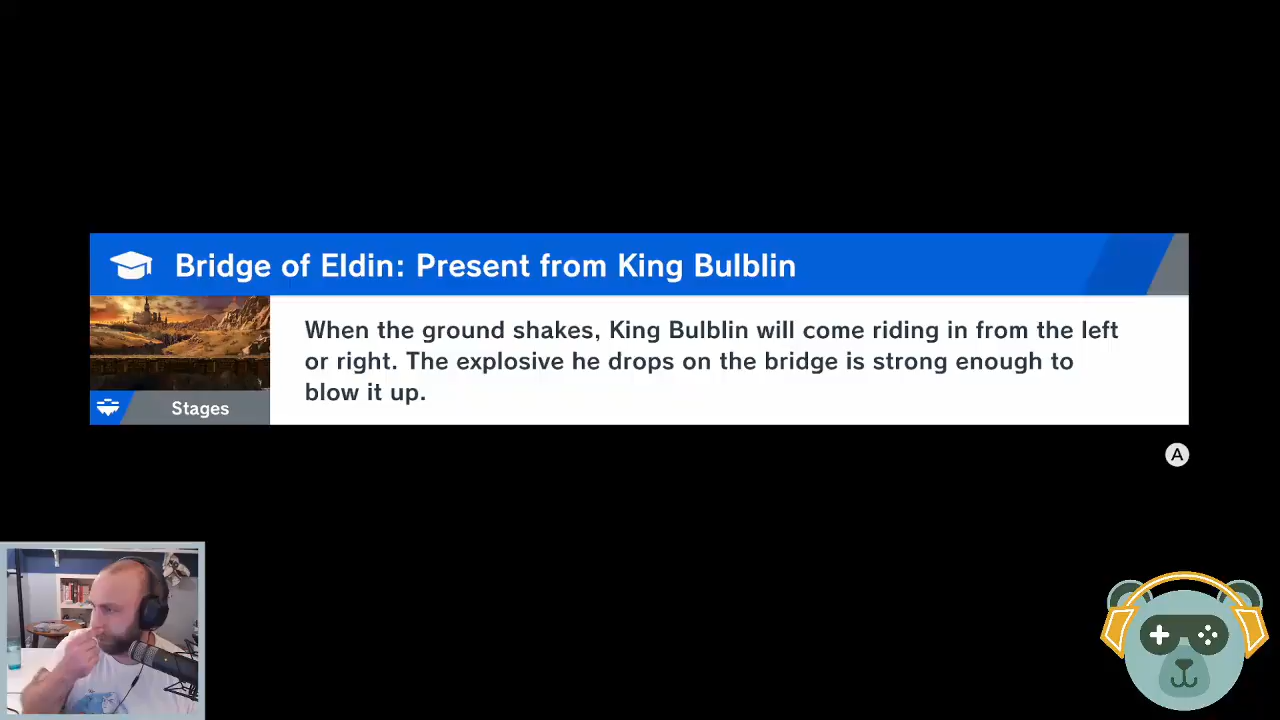 Bridge of Eldin: Present from King Bulblin
When the ground shakes, King Bulblin will come riding in from the left
or right. The explosive he drops on the bridge is strong enough to
blow it up.
Stages
A